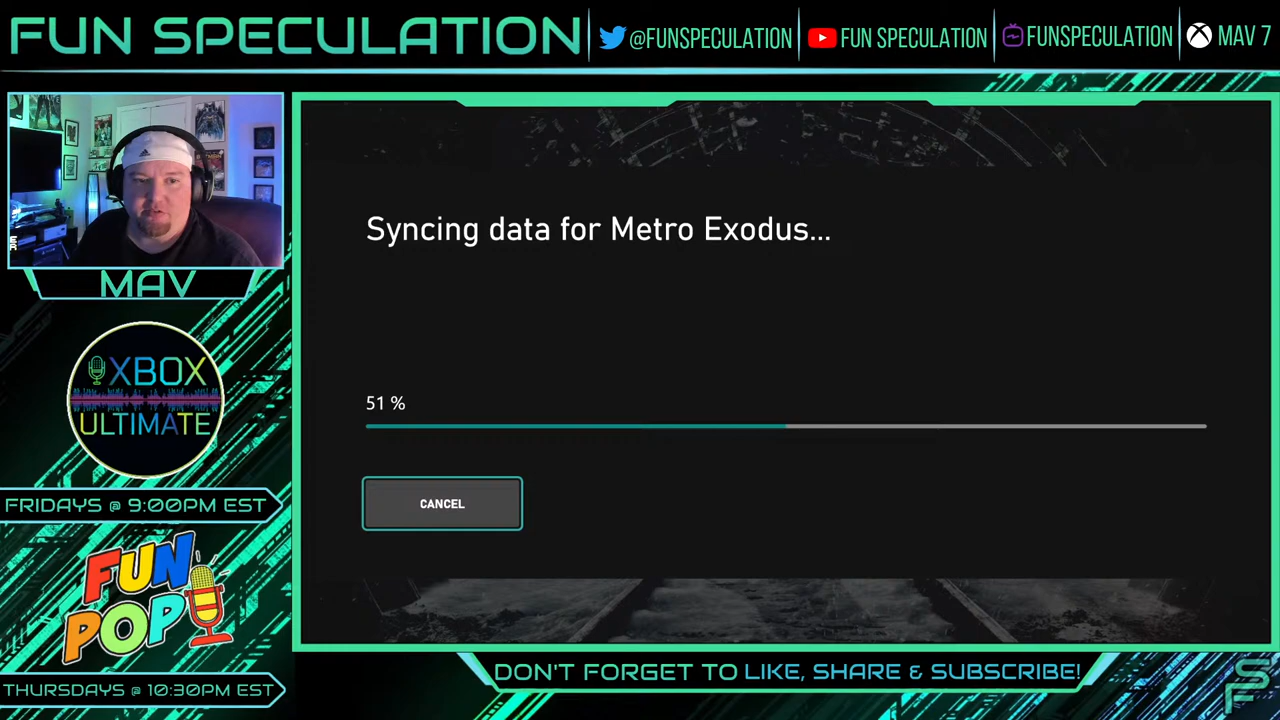 FUN SPECULATION
@FUNSPECULATION
FUN SPECULATION
FUNSPECULATION
MAV 7
MAV
XBOX
ULTIMATE
FRIDAYS @ 9:00PM EST
FUN
POP
THURSDAYS @ 10:30PM EST
Syncing data for Metro Exodus...
51 %
CANCEL
DON'T FORGET TO LIKE, SHARE & SUBSCRIBE!
SF